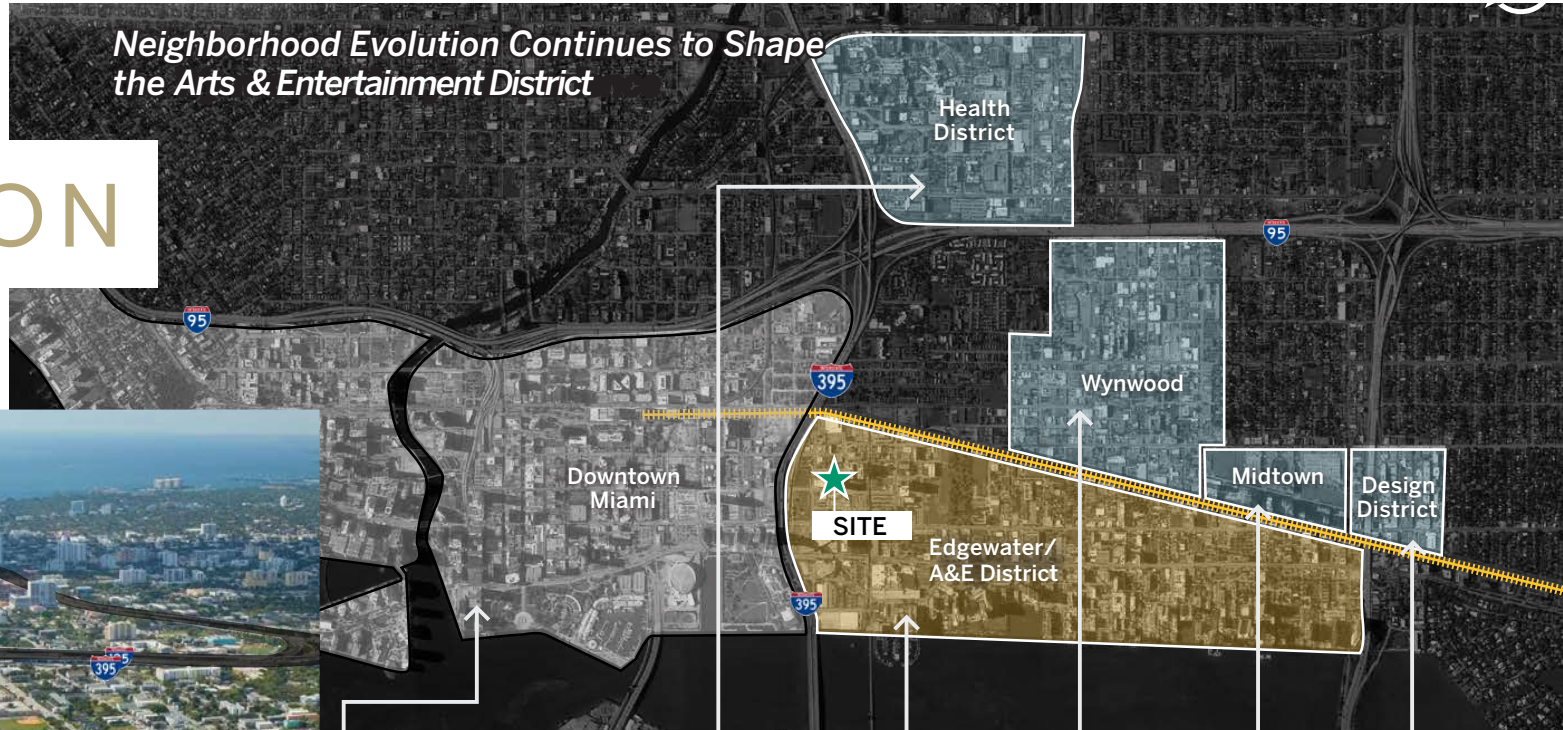 Neighborhood Evolution Continues to Shape
the Arts & Entertainment District
ON
Health
District
95
95
395
Wynwood
Downtown
Miami
Midtown
Design
District
SITE
Edgewater/
A&E District
395
395